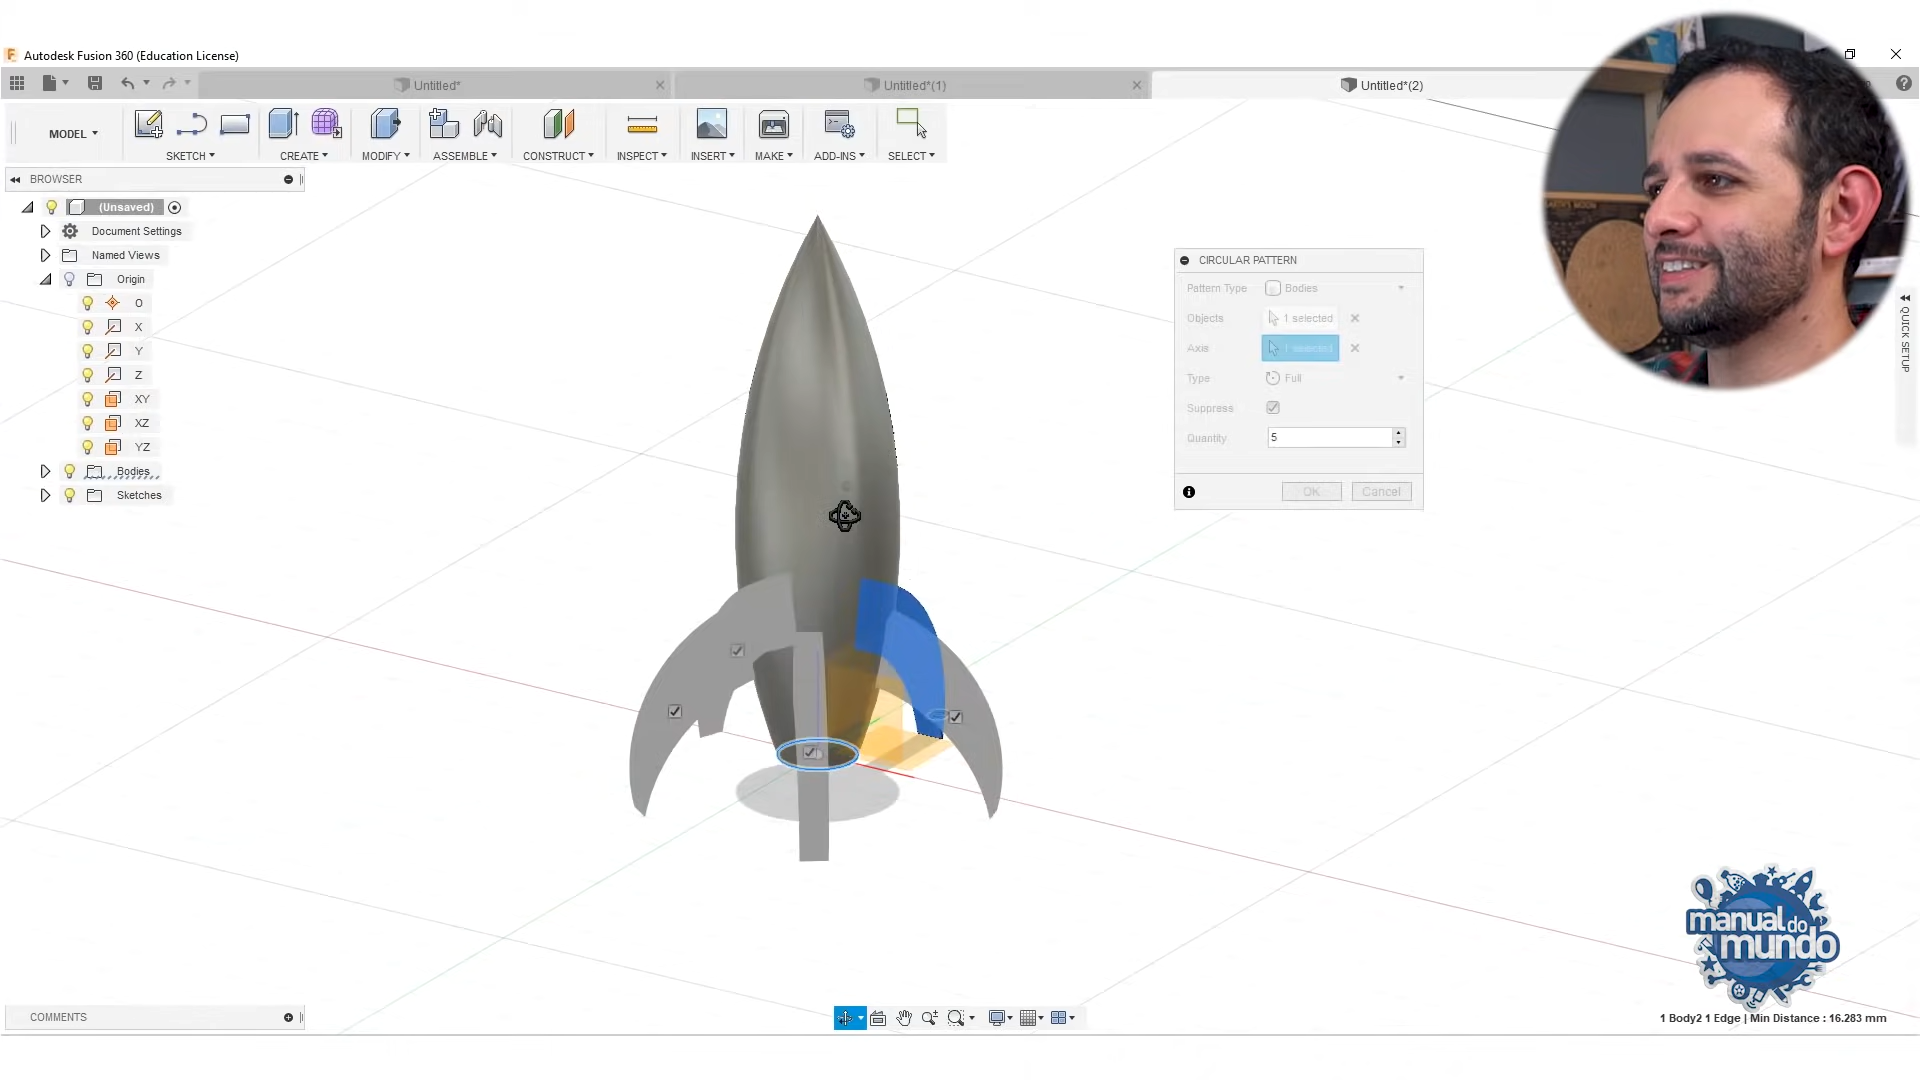 Autodesk Fusion 360 (Education License)
Untitled*
Untitled*(1)
Untitled*(2)
MODEL
SKETCH
CREATE
MODIFY
ASSEMBLE
CONSTRUCT
INSPECT
INSERT
MAKE
ADD-INS
SELECT
BROWSER
(Unsaved)
Document Settings
Named Views
Origin
O
X
Y
Z
XY
XZ
YZ
Bodies
Sketches
CIRCULAR PATTERN
Pattern Type Bodies
Objects 1 selected
Axis 1 selected
Type Full
Suppress
Quantity 5
OK Cancel
QUICK SETUP
manual do
mundo
COMMENTS
1 Body2 1 Edge | Min Distance : 16.283 mm